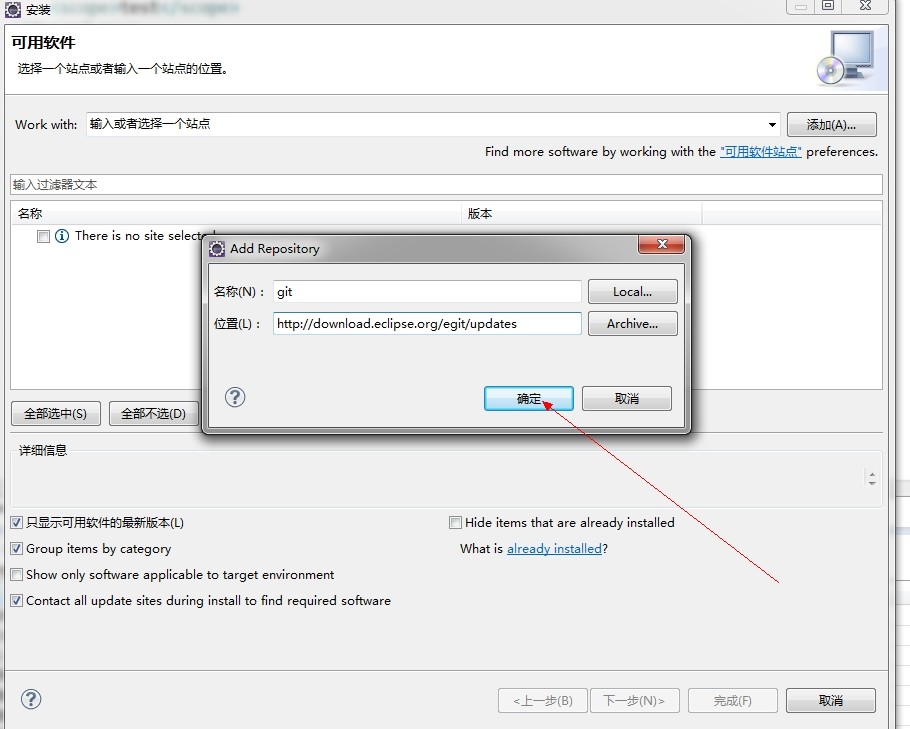 安装
<scope>test</scope>
可用软件
选择一个站点或者输入一个站点的位置。
Work with: 输入或者选择一个站点 添加(A)...
Find more software by working with the "可用软件站点" preferences.
输入过滤器文本
名称 版本
There is no site selected
Add Repository
名称(N)： git Local...
位置(L)： http://download.eclipse.org/egit/updates Archive...
确定 取消
全部选中(S) 全部不选(D)
详细信息
只显示可用软件的最新版本(L) Hide items that are already installed
Group items by category What is already installed?
Show only software applicable to target environment
Contact all update sites during install to find required software
<上一步(B) 下一步(N)> 完成(F) 取消